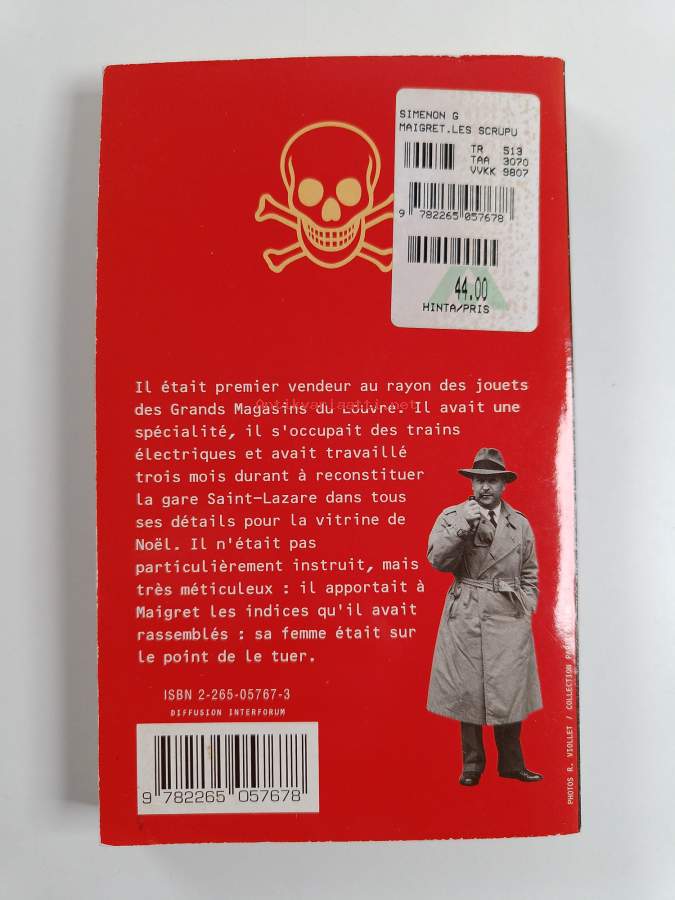 SIMENON G
MAIGRET.LES SCRUPU
TR 513
TAA 3070
VVKK 9807
9 782265 057678
44.00
HINTA/PRIS
Il était premier vendeur au rayon des jouets
des Grands Magasins du Louvre. Il avait une
Antikvariaatti.net
spécialité, il s'occupait des trains
électriques et avait travaillé
trois mois durant à reconstituer
la gare Saint-Lazare dans tous
ses détails pour la vitrine de
Noël. Il n'était pas
particulièrement instruit, mais
très méticuleux : il apportait à
Maigret les indices qu'il avait
rassemblés : sa femme était sur
le point de le tuer.
ISBN 2-265-05767-3
DIFFUSION INTERFORUM
9 782265 057678
PHOTOS R. VIOLLET / COLLECTION